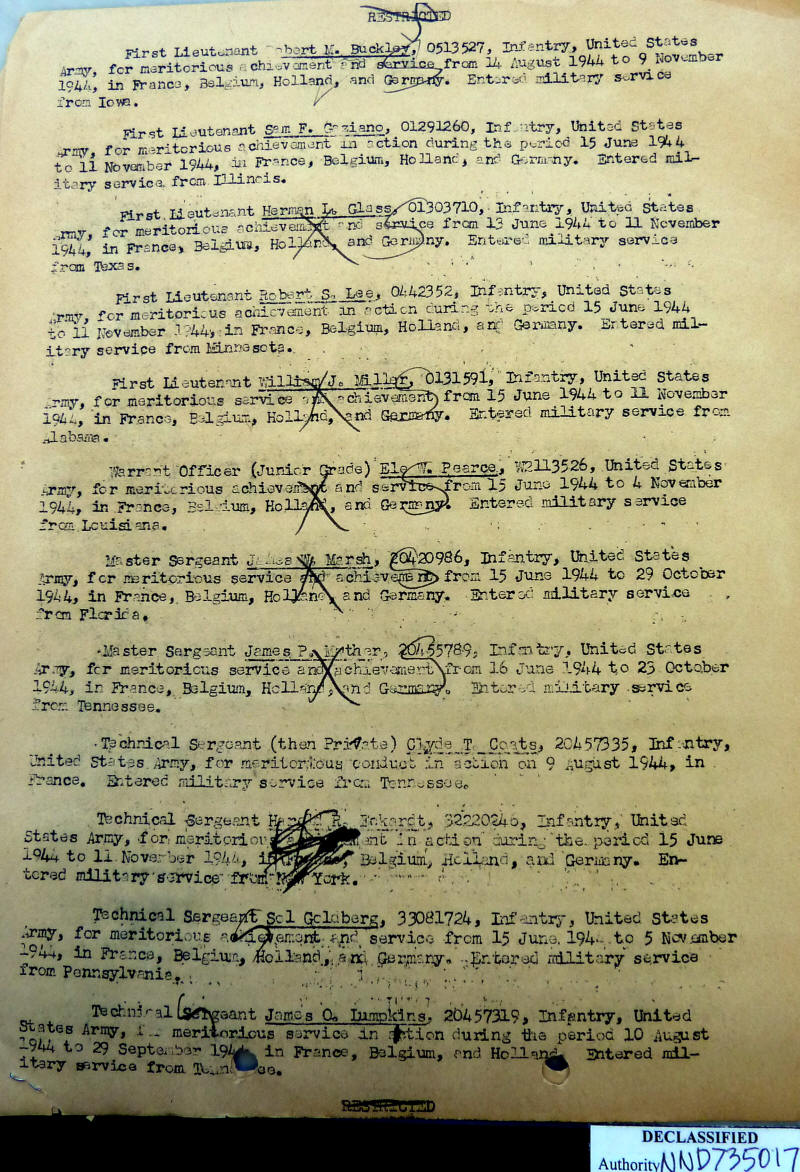 RESTRICTED
First Lieutenant Robert M. Buckley, 0513527, Infantry, United States
Army, for meritorious achievement and service from 14 August 1944 to 9 November
1944, in France, Belgium, Holland, and Germany. Entered military service
from Iowa.
First Lieutenant Sam F. Graziano, 01291260, Infantry, United States
Army, for meritorious achievement in action during the period 15 June 1944
to 11 November 1944, in France, Belgium, Holland, and Germany. Entered mil-
itary service from Illinois.
First Lieutenant Herman L. Glass, 01303710, Infantry, United States
Army, for meritorious achievement and service from 13 June 1944 to 11 November
1944, in France, Belgium, Holland, and Germany. Entered military service
from Texas.
First Lieutenant Robert S. Lee, 0442352, Infantry, United States
Army, for meritorious achievement in action during the period 15 June 1944
to 11 November 1944, in France, Belgium, Holland, and Germany. Entered mil-
itary service from Minnesota.
First Lieutenant William J. Miller, 0131591, Infantry, United States
Army, for meritorious service and achievement from 15 June 1944 to 11 November
1944, in France, Belgium, Holland, and Germany. Entered military service from
Alabama.
Warrant Officer (Junior Grade) Ele W. Pearce, W2113526, United States
Army, for meritorious achievement and service from 15 June 1944 to 4 November
1944, in France, Belgium, Holland, and Germany. Entered military service
from Louisiana.
Master Sergeant James W. Marsh, 20420986, Infantry, United States
Army, for meritorious service and achievement from 15 June 1944 to 29 October
1944, in France, Belgium, Holland, and Germany. Entered military service
from Florida.
Master Sergeant James P. 20455789, Infantry, United States
Army, for meritorious service and achievement from 16 June 1944 to 23 October
1944, in France, Belgium, Holland, and Germany. Entered military service
from Tennessee.
Technical Sergeant (then Private) Clyde T. Coats, 20457335, Infantry,
United States Army, for meritorious conduct in action on 9 August 1944, in
France. Entered military service from Tennessee.
Technical Sergeant R. Enkardt, 32220246, Infantry, United
States Army, for meritorious achievement in action during the period 15 June
1944 to 11 November 1944, in France, Belgium, Holland, and Germany. En-
tered military service from New York.
Technical Sergeant Sol Goldberg, 33081724, Infantry, United States
Army, for meritorious achievement and service from 15 June 1944 to 5 November
1944, in France, Belgium, Holland, and Germany. Entered military service
from Pennsylvania.
Technical Sergeant James O. Lumpkins, 20457319, Infantry, United
States Army, for meritorious service in action during the period 10 August
1944 to 29 September 1944, in France, Belgium, and Holland. Entered mil-
itary service from Tennessee.
RESTRICTED
DECLASSIFIED
Authority NND735017